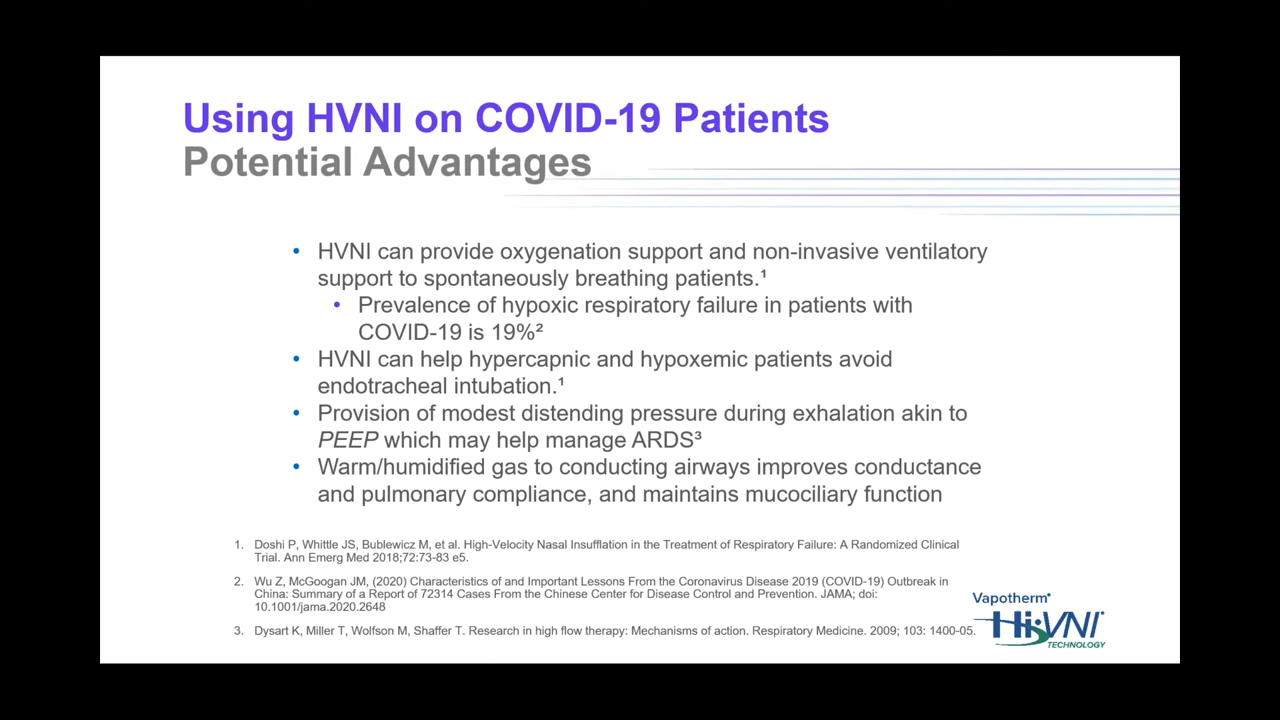 Using HVNI on COVID-19 Patients
Potential Advantages
• HVNI can provide oxygenation support and non-invasive ventilatory
support to spontaneously breathing patients.¹
• Prevalence of hypoxic respiratory failure in patients with
COVID-19 is 19%²
• HVNI can help hypercapnic and hypoxemic patients avoid
endotracheal intubation.¹
• Provision of modest distending pressure during exhalation akin to
PEEP which may help manage ARDS³
• Warm/humidified gas to conducting airways improves conductance
and pulmonary compliance, and maintains mucociliary function
1. Doshi P, Whittle JS, Bublewicz M, et al. High-Velocity Nasal Insufflation in the Treatment of Respiratory Failure: A Randomized Clinical
Trial. Ann Emerg Med 2018;72:73-83 e5.
2. Wu Z, McGoogan JM, (2020) Characteristics of and Important Lessons From the Coronavirus Disease 2019 (COVID-19) Outbreak in
China: Summary of a Report of 72314 Cases From the Chinese Center for Disease Control and Prevention. JAMA; doi:
10.1001/jama.2020.2648
3. Dysart K, Miller T, Wolfson M, Shaffer T. Research in high flow therapy: Mechanisms of action. Respiratory Medicine. 2009; 103: 1400-05.
Vapotherm®
Hi-VNI®
TECHNOLOGY